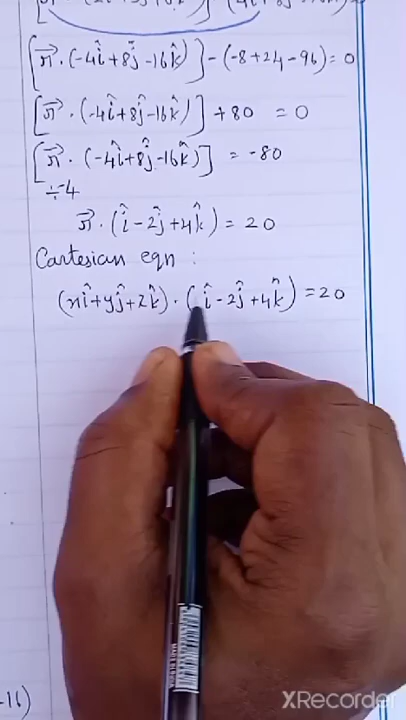 [r⃗ · (-4î+8ĵ-16k̂)] - (-8+24-96) = 0
[r⃗ · (-4î+8ĵ-16k̂)] + 80 = 0
[r⃗ · (-4î+8ĵ-16k̂)] = -80
÷-4
r⃗ · (î-2ĵ+4k̂) = 20
Cartesian eqn :
(xî+yĵ+zk̂) · (î-2ĵ+4k̂) = 20
-16)
XRecorder